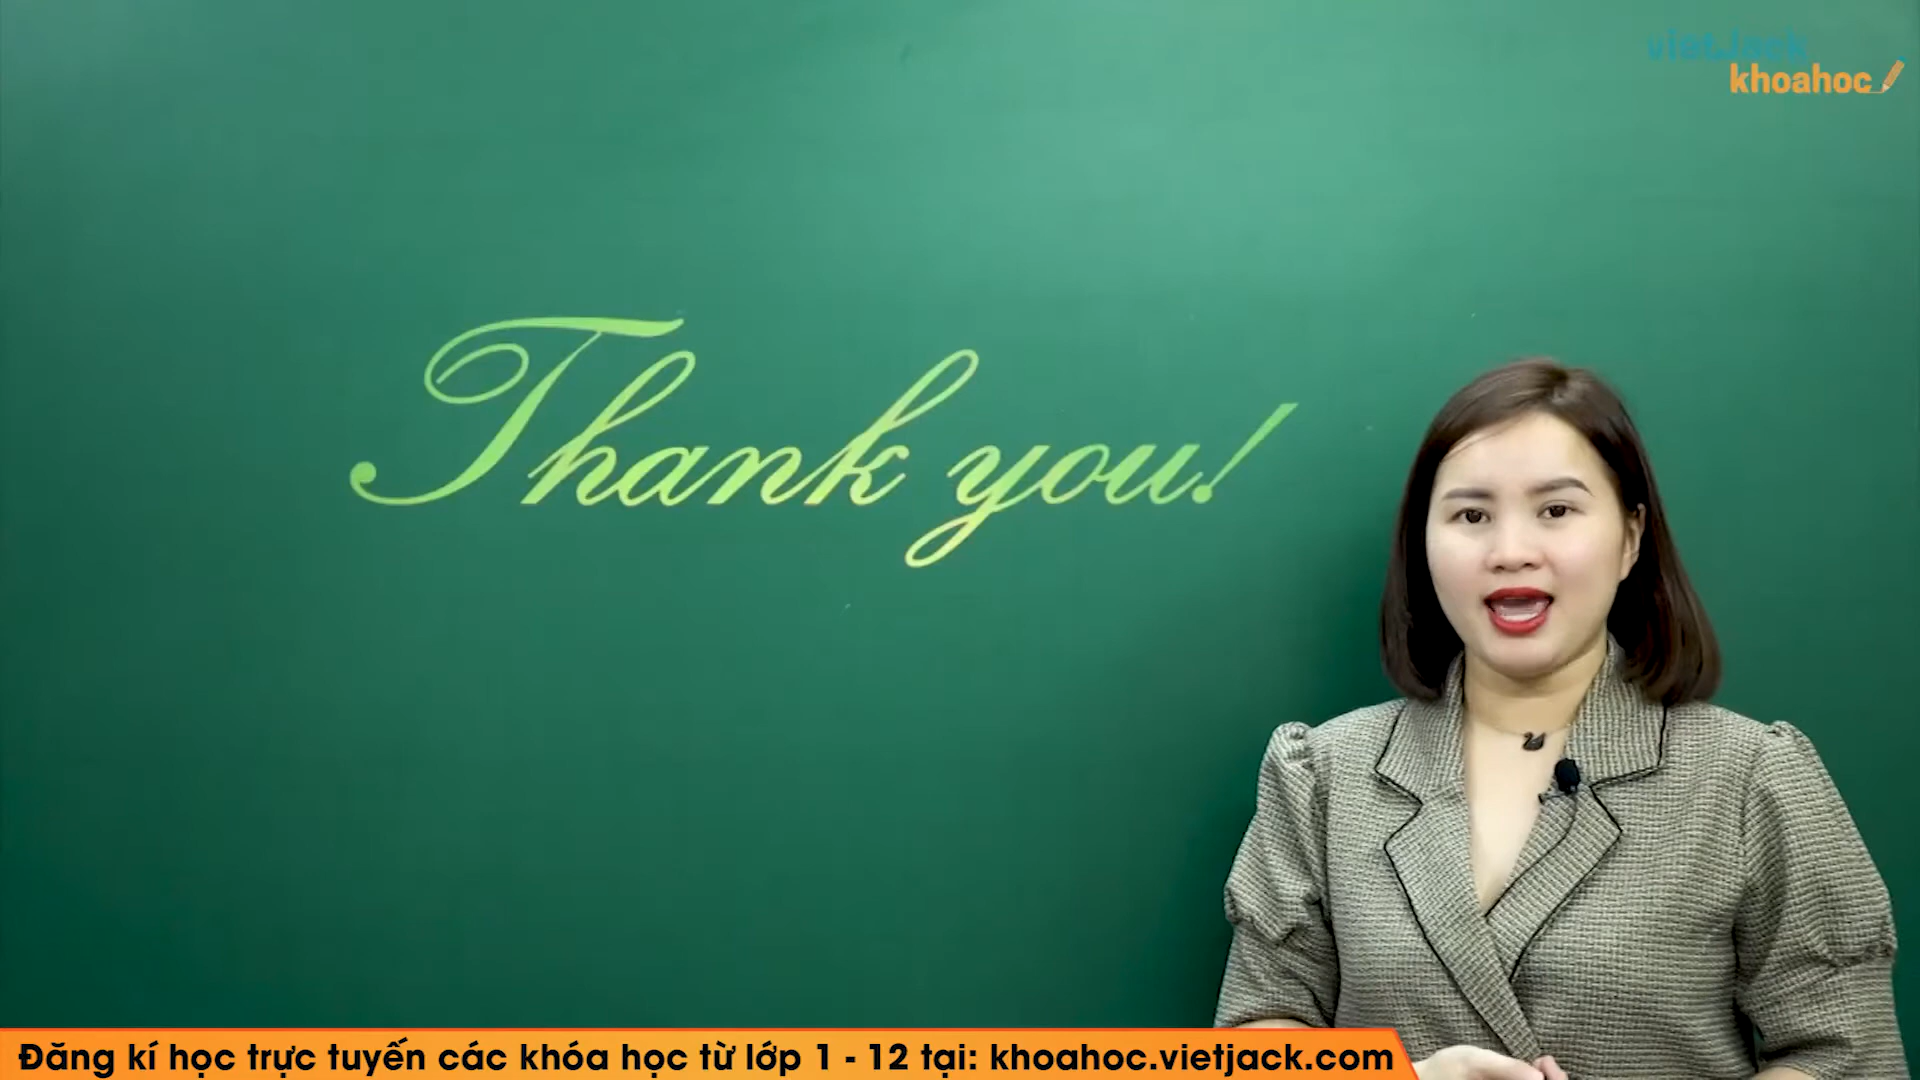 vietJack
khoahoc
Thank you!
Đăng kí học trực tuyến các khóa học từ lớp 1 - 12 tại: khoahoc.vietjack.com